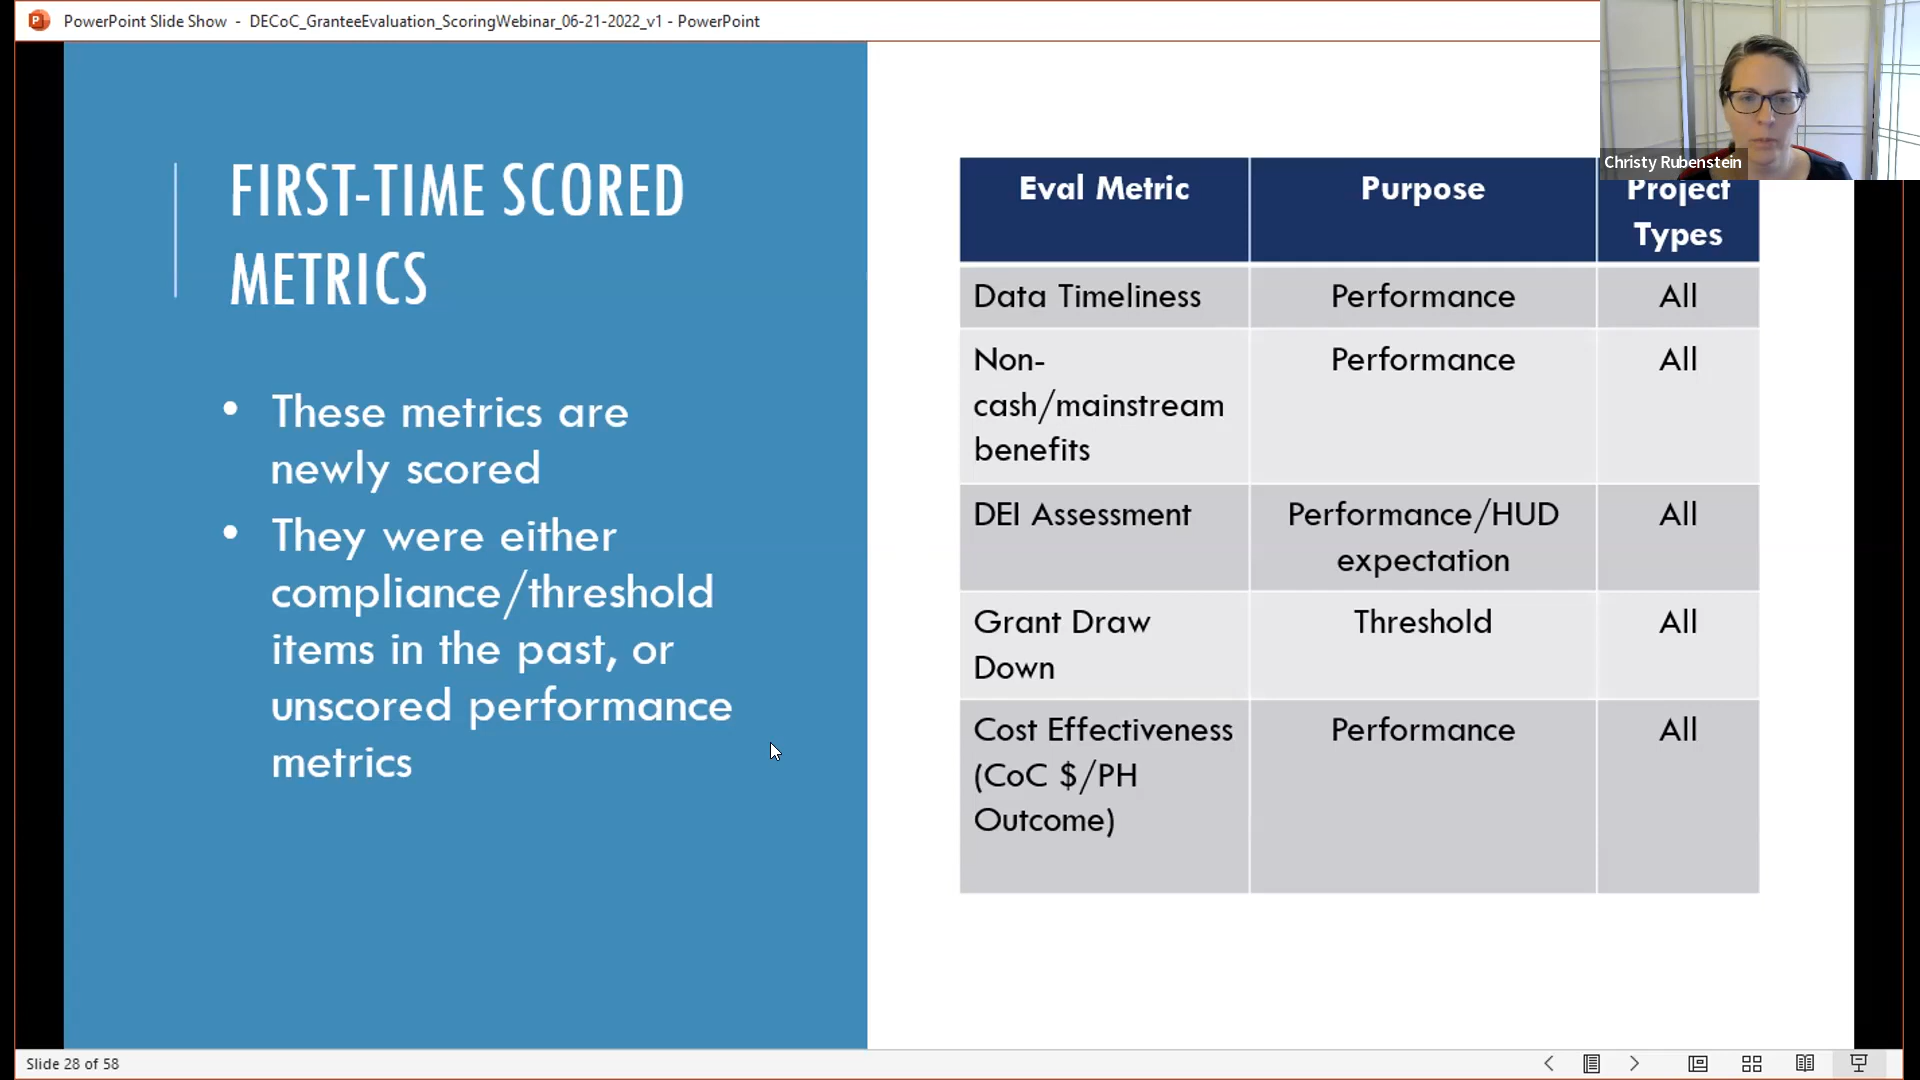 PowerPoint Slide Show - DECoC_GranteeEvaluation_ScoringWebinar_06-21-2022_v1 - PowerPoint
Christy Rubenstein
FIRST-TIME SCORED
METRICS
• These metrics are
newly scored
• They were either
compliance/threshold
items in the past, or
unscored performance
metrics
Eval Metric
Purpose
Project
Types
Data Timeliness
Performance
All
Non-
cash/mainstream
benefits
Performance
All
DEI Assessment
Performance/HUD
expectation
All
Grant Draw
Down
Threshold
All
Cost Effectiveness
(CoC $/PH
Outcome)
Performance
All
Slide 28 of 58